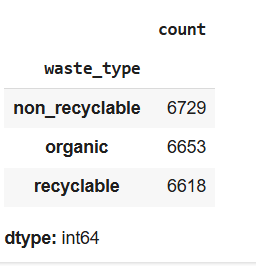 count
waste_type
non_recyclable 6729
organic 6653
recyclable 6618
dtype: int64